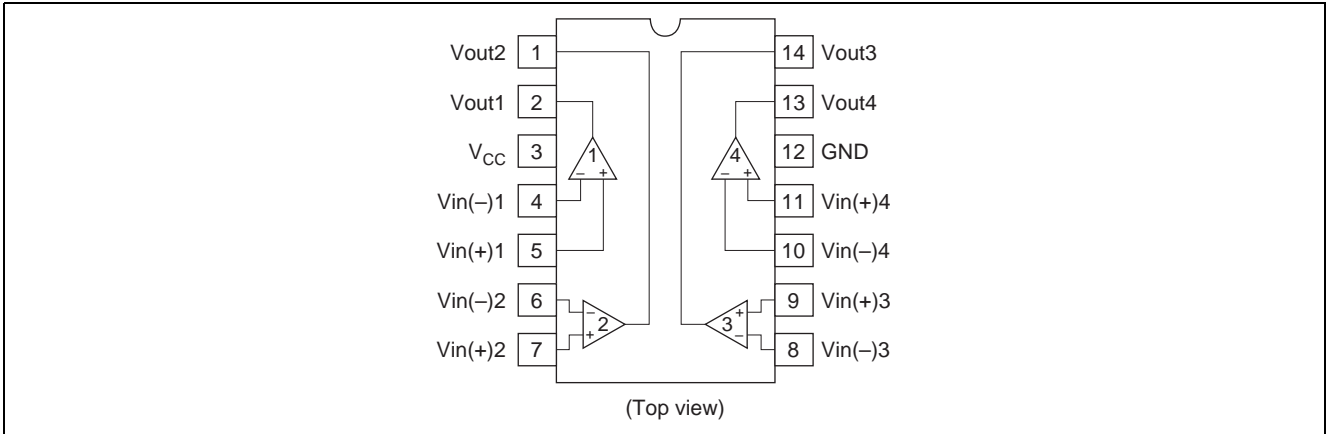 Vout2 1
Vout1 2
VCC 3
Vin(–)1 4
Vin(+)1 5
Vin(–)2 6
Vin(+)2 7
1
– +
–
2
+
4
– +
+
3
–
14 Vout3
13 Vout4
12 GND
11 Vin(+)4
10 Vin(–)4
9 Vin(+)3
8 Vin(–)3
(Top view)